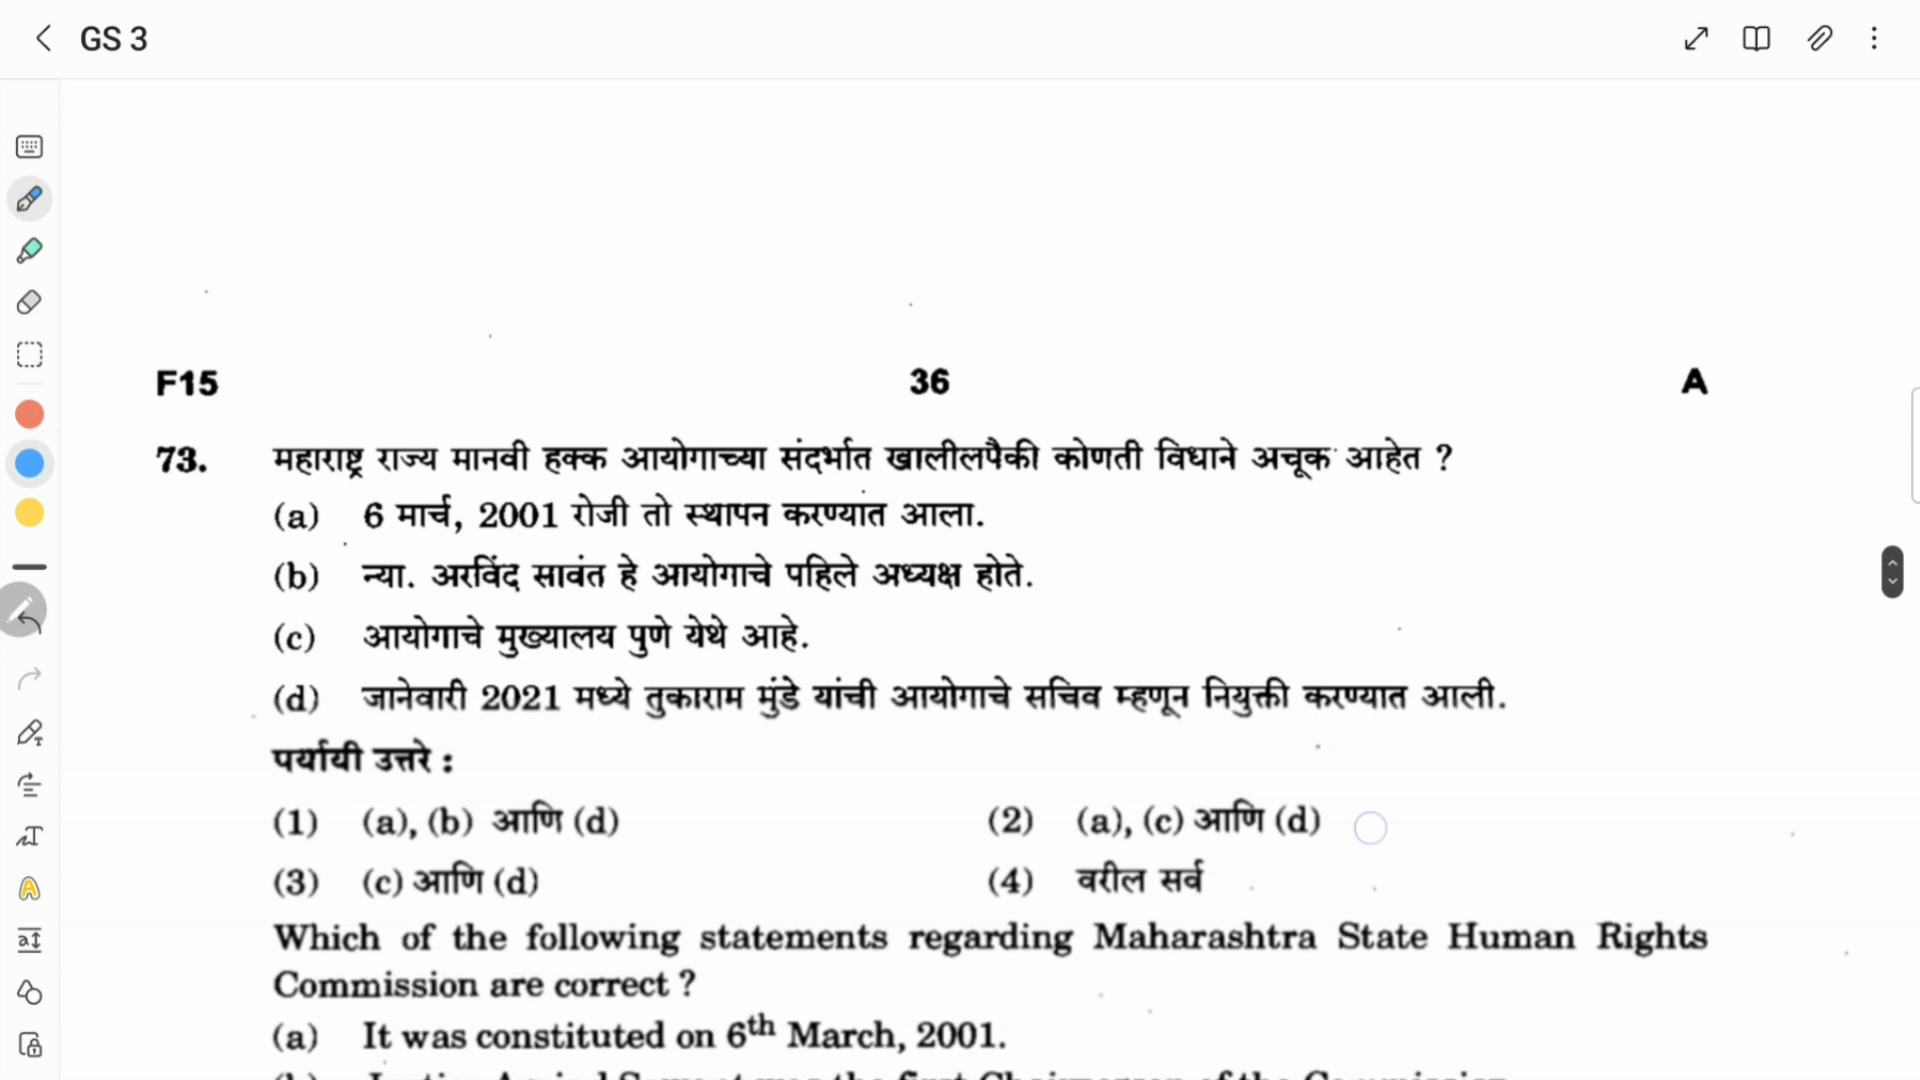 GS 3
F15 36 A
73. महाराष्ट्र राज्य मानवी हक्क आयोगाच्या संदर्भात खालीलपैकी कोणती विधाने अचूक आहेत ?
(a) 6 मार्च, 2001 रोजी तो स्थापन करण्यात आला.
(b) न्या. अरविंद सावंत हे आयोगाचे पहिले अध्यक्ष होते.
(c) आयोगाचे मुख्यालय पुणे येथे आहे.
(d) जानेवारी 2021 मध्ये तुकाराम मुंडे यांची आयोगाचे सचिव म्हणून नियुक्ती करण्यात आली.
पर्यायी उत्तरे :
(1) (a), (b) आणि (d) (2) (a), (c) आणि (d)
(3) (c) आणि (d) (4) वरील सर्व
Which of the following statements regarding Maharashtra State Human Rights
Commission are correct ?
(a) It was constituted on 6th March, 2001.